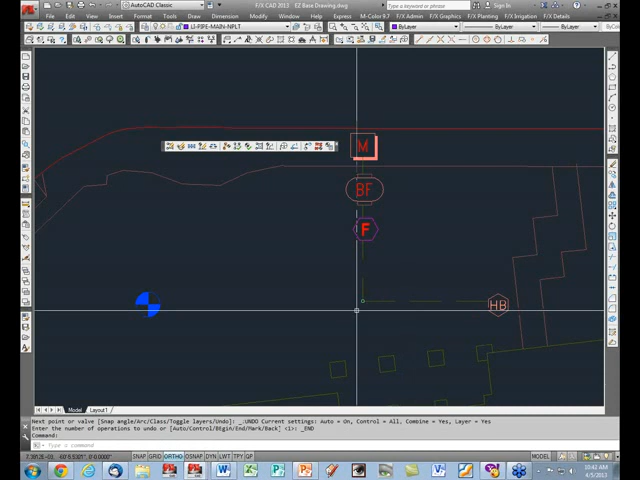 AutoCAD Classic
F/X CAD 2013 EZ Base Drawing.dwg
Type a keyword or phrase
Sign In
File Edit View Insert Format Tools Draw Dimension Modify Window Help Express M-Color 9.7 F/X Admin F/X Graphics F/X Planting F/X Irrigation F/X Details
LI-PIPE-MAIN-NPLT
ByLayer
ByLayer
ByLayer
M
BF
F
HB
Model Layout1
Next point or valve [Snap angle/Arc/Class/Toggle layers/Undo]: _.UNDO Current settings: Auto = On, Control = All, Combine = Yes, Layer = Yes
Enter the number of operations to undo or [Auto/Control/BEgin/End/Mark/Back] <1>: _END
Command:
Type a command
SNAP GRID ORTHO OSNAP DYN LWT TPY QP
MODEL
10:42 AM
4/5/2013